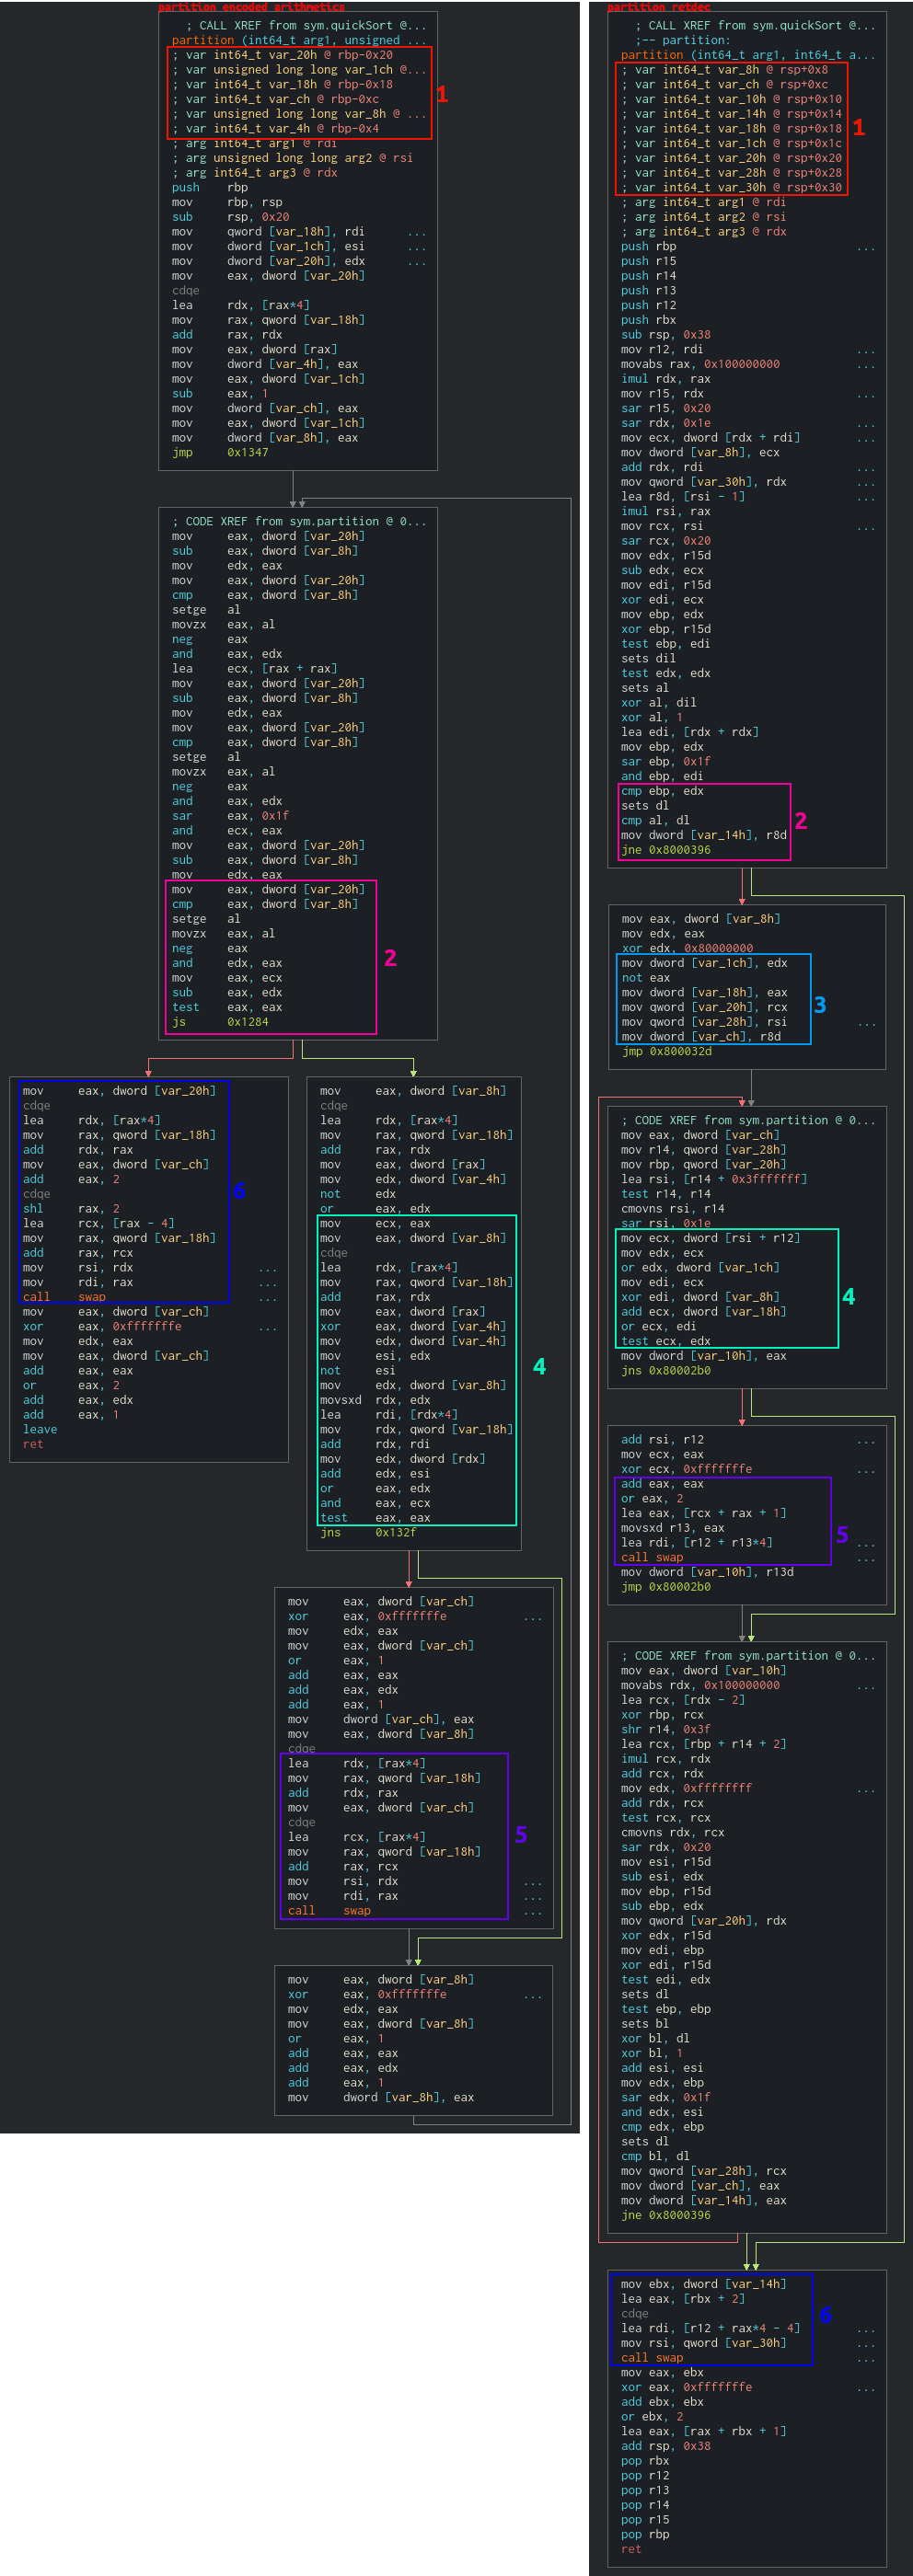 partition encoded arithmetics
; CALL XREF from sym.quickSort @...
partition (int64_t arg1, unsigned ...
; var int64_t var_20h @ rbp-0x20
; var unsigned long long var_1ch @...
; var int64_t var_18h @ rbp-0x18
; var int64_t var_ch @ rbp-0xc
; var unsigned long long var_8h @ ...
; var int64_t var_4h @ rbp-0x4
1
; arg int64_t arg1 @ rdi
; arg unsigned long long arg2 @ rsi
; arg int64_t arg3 @ rdx
push rbp
mov rbp, rsp
sub rsp, 0x20
mov qword [var_18h], rdi ...
mov dword [var_1ch], esi ...
mov dword [var_20h], edx ...
mov eax, dword [var_20h]
cdqe
lea rdx, [rax*4]
mov rax, qword [var_18h]
add rax, rdx
mov eax, dword [rax]
mov dword [var_4h], eax
mov eax, dword [var_1ch]
sub eax, 1
mov dword [var_ch], eax
mov eax, dword [var_1ch]
mov dword [var_8h], eax
jmp 0x1347
; CODE XREF from sym.partition @ 0...
mov eax, dword [var_20h]
sub eax, dword [var_8h]
mov edx, eax
mov eax, dword [var_20h]
cmp eax, dword [var_8h]
setge al
movzx eax, al
neg eax
and eax, edx
lea ecx, [rax + rax]
mov eax, dword [var_20h]
sub eax, dword [var_8h]
mov edx, eax
mov eax, dword [var_20h]
cmp eax, dword [var_8h]
setge al
movzx eax, al
neg eax
and eax, edx
sar eax, 0x1f
and ecx, eax
mov eax, dword [var_20h]
sub eax, dword [var_8h]
mov edx, eax
mov eax, dword [var_20h]
cmp eax, dword [var_8h]
setge al
movzx eax, al
neg eax
and edx, eax
mov eax, ecx
sub eax, edx
test eax, eax
js 0x1284
2
mov eax, dword [var_20h]
cdqe
lea rdx, [rax*4]
mov rax, qword [var_18h]
add rdx, rax
mov eax, dword [var_ch]
add eax, 2
cdqe
shl rax, 2
lea rcx, [rax - 4]
mov rax, qword [var_18h]
add rax, rcx
mov rsi, rdx ...
mov rdi, rax ...
call swap ...
6
mov eax, dword [var_ch]
xor eax, 0xfffffffe ...
mov edx, eax
mov eax, dword [var_ch]
add eax, eax
or eax, 2
add eax, edx
add eax, 1
leave
ret
mov eax, dword [var_8h]
cdqe
lea rdx, [rax*4]
mov rax, qword [var_18h]
add rax, rdx
mov eax, dword [rax]
mov edx, dword [var_4h]
not edx
or eax, edx
mov ecx, eax
mov eax, dword [var_8h]
cdqe
lea rdx, [rax*4]
mov rax, qword [var_18h]
add rax, rdx
mov eax, dword [rax]
xor eax, dword [var_4h]
mov edx, dword [var_4h]
mov esi, edx
not esi
mov edx, dword [var_8h]
movsxd rdx, edx
lea rdi, [rdx*4]
mov rdx, qword [var_18h]
add rdx, rdi
mov edx, dword [rdx]
add edx, esi
or eax, edx
and eax, ecx
test eax, eax
4
jns 0x132f
mov eax, dword [var_ch]
xor eax, 0xfffffffe ...
mov edx, eax
mov eax, dword [var_ch]
or eax, 1
add eax, eax
add eax, edx
add eax, 1
mov dword [var_ch], eax
mov eax, dword [var_8h]
cdqe
lea rdx, [rax*4]
mov rax, qword [var_18h]
add rdx, rax
mov eax, dword [var_ch]
cdqe
lea rcx, [rax*4]
mov rax, qword [var_18h]
add rax, rcx
mov rsi, rdx ...
mov rdi, rax ...
call swap ...
5
mov eax, dword [var_8h]
xor eax, 0xfffffffe ...
mov edx, eax
mov eax, dword [var_8h]
or eax, 1
add eax, eax
add eax, edx
add eax, 1
mov dword [var_8h], eax
partition retdec
; CALL XREF from sym.quickSort @...
;-- partition:
partition (int64_t arg1, int64_t a...
; var int64_t var_8h @ rsp+0x8
; var int64_t var_ch @ rsp+0xc
; var int64_t var_10h @ rsp+0x10
; var int64_t var_14h @ rsp+0x14
; var int64_t var_18h @ rsp+0x18
; var int64_t var_1ch @ rsp+0x1c
; var int64_t var_20h @ rsp+0x20
; var int64_t var_28h @ rsp+0x28
; var int64_t var_30h @ rsp+0x30
1
; arg int64_t arg1 @ rdi
; arg int64_t arg2 @ rsi
; arg int64_t arg3 @ rdx
push rbp ...
push r15
push r14
push r13
push r12
push rbx
sub rsp, 0x38
mov r12, rdi ...
movabs rax, 0x100000000 ...
imul rdx, rax
mov r15, rdx ...
sar r15, 0x20
sar rdx, 0x1e ...
mov ecx, dword [rdx + rdi] ...
mov dword [var_8h], ecx
add rdx, rdi ...
mov qword [var_30h], rdx ...
lea r8d, [rsi - 1] ...
imul rsi, rax
mov rcx, rsi ...
sar rcx, 0x20
mov edx, r15d
sub edx, ecx
mov edi, r15d
xor edi, ecx
mov ebp, edx
xor ebp, r15d
test ebp, edi
sets dil
test edx, edx
sets al
xor al, dil
xor al, 1
lea edi, [rdx + rdx]
mov ebp, edx
sar ebp, 0x1f
and ebp, edi
cmp ebp, edx
sets dl
cmp al, dl
mov dword [var_14h], r8d
jne 0x8000396
2
mov eax, dword [var_8h]
mov edx, eax
xor edx, 0x80000000
mov dword [var_1ch], edx
not eax
mov dword [var_18h], eax
mov qword [var_20h], rcx
mov qword [var_28h], rsi ...
mov dword [var_ch], r8d
3
jmp 0x800032d
; CODE XREF from sym.partition @ 0...
mov eax, dword [var_ch]
mov r14, qword [var_28h]
mov rbp, qword [var_20h]
lea rsi, [r14 + 0x3fffffff]
test r14, r14
cmovns rsi, r14
sar rsi, 0x1e
mov ecx, dword [rsi + r12]
mov edx, ecx
or edx, dword [var_1ch]
mov edi, ecx
xor edi, dword [var_8h]
add ecx, dword [var_18h]
or ecx, edi
test ecx, edx
4
mov dword [var_10h], eax
jns 0x80002b0
add rsi, r12 ...
mov ecx, eax
xor ecx, 0xfffffffe ...
add eax, eax
or eax, 2
lea eax, [rcx + rax + 1]
movsxd r13, eax
lea rdi, [r12 + r13*4] ...
call swap ...
5
mov dword [var_10h], r13d
jmp 0x80002b0
; CODE XREF from sym.partition @ 0...
mov eax, dword [var_10h]
movabs rdx, 0x100000000 ...
lea rcx, [rdx - 2]
xor rbp, rcx
shr r14, 0x3f
lea rcx, [rbp + r14 + 2]
imul rcx, rdx
add rcx, rdx
mov edx, 0xffffffff ...
add rdx, rcx
test rcx, rcx
cmovns rdx, rcx
sar rdx, 0x20
mov esi, r15d
sub esi, edx
mov ebp, r15d
sub ebp, edx
mov qword [var_20h], rdx
xor edx, r15d
mov edi, ebp
xor edi, r15d
test edi, edx
sets dl
test ebp, ebp
sets bl
xor bl, dl
xor bl, 1
add esi, esi
mov edx, ebp
sar edx, 0x1f
and edx, esi
cmp edx, ebp
sets dl
cmp bl, dl
mov qword [var_28h], rcx
mov dword [var_ch], eax
mov dword [var_14h], eax
jne 0x8000396
mov ebx, dword [var_14h]
lea eax, [rbx + 2]
cdqe
lea rdi, [r12 + rax*4 - 4] ...
mov rsi, qword [var_30h] ...
call swap ...
6
mov eax, ebx
xor eax, 0xfffffffe ...
add ebx, ebx
or ebx, 2
lea eax, [rax + rbx + 1]
add rsp, 0x38
pop rbx
pop r12
pop r13
pop r14
pop r15
pop rbp
ret